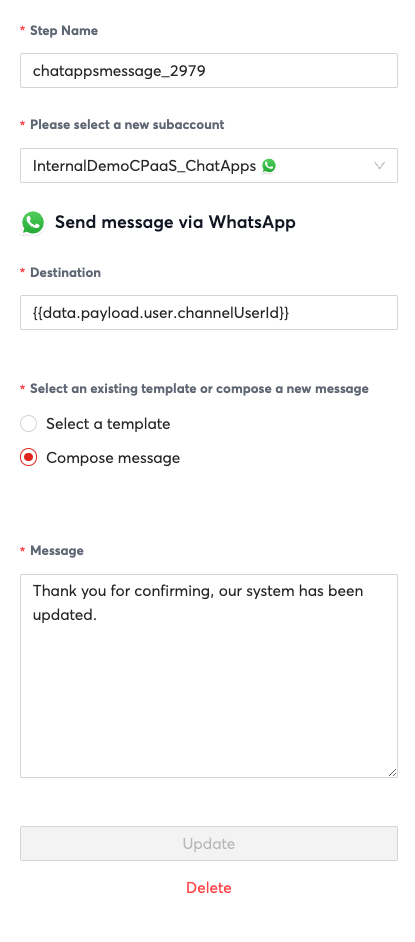 * Step Name
chatappsmessage_2979
* Please select a new subaccount
InternalDemoCPaaS_ChatApps
Send message via WhatsApp
* Destination
{{data.payload.user.channelUserId}}
* Select an existing template or compose a new message
Select a template
Compose message
* Message
Thank you for confirming, our system has been
updated.
Update
Delete